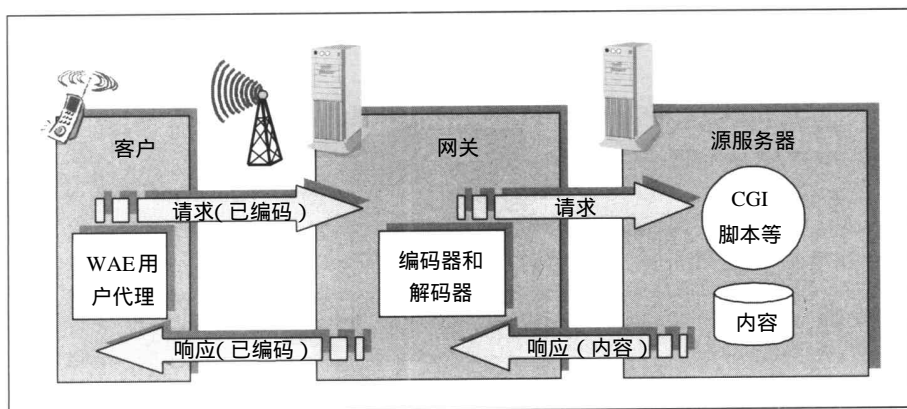 客户
网关
源服务器
请求（已编码）
请求
CGI
脚本等
WAE用
户代理
编码器和
解码器
内容
响应（已编码）
响应（内容）